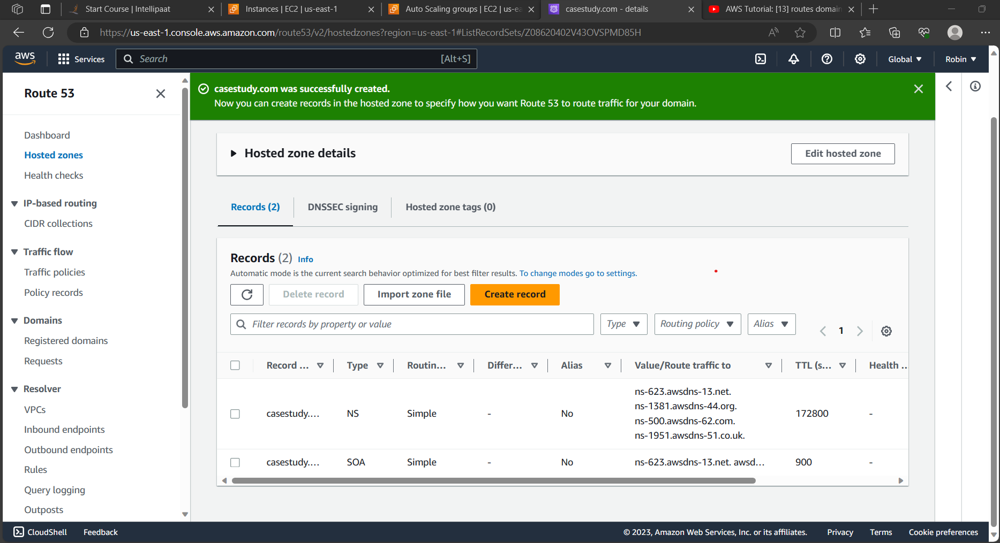 Start Course | Intellipaat
Instances | EC2 | us-east-1
Auto Scaling groups | EC2 | us-ea
casestudy.com - details
AWS Tutorial: [13] routes domain
https://us-east-1.console.aws.amazon.com/route53/v2/hostedzones?region=us-east-1#ListRecordSets/Z08620402V43OVSPMD85H
aws
Services
Search
[Alt+S]
Global
Robin
Route 53
Dashboard
Hosted zones
Health checks
IP-based routing
CIDR collections
Traffic flow
Traffic policies
Policy records
Domains
Registered domains
Requests
Resolver
VPCs
Inbound endpoints
Outbound endpoints
Rules
Query logging
Outposts
casestudy.com was successfully created.
Now you can create records in the hosted zone to specify how you want Route 53 to route traffic for your domain.
Hosted zone details
Edit hosted zone
Records (2)
DNSSEC signing
Hosted zone tags (0)
Records (2) Info
Automatic mode is the current search behavior optimized for best filter results. To change modes go to settings.
Delete record
Import zone file
Create record
Filter records by property or value
Type
Routing policy
Alias
1
Record ...
Type
Routin...
Differ...
Alias
Value/Route traffic to
TTL (s...
Health ...
casestudy....
NS
Simple
-
No
ns-623.awsdns-13.net.
ns-1381.awsdns-44.org.
ns-500.awsdns-62.com.
ns-1951.awsdns-51.co.uk.
172800
-
casestudy....
SOA
Simple
-
No
ns-623.awsdns-13.net. awsd...
900
-
CloudShell
Feedback
© 2023, Amazon Web Services, Inc. or its affiliates.
Privacy
Terms
Cookie preferences